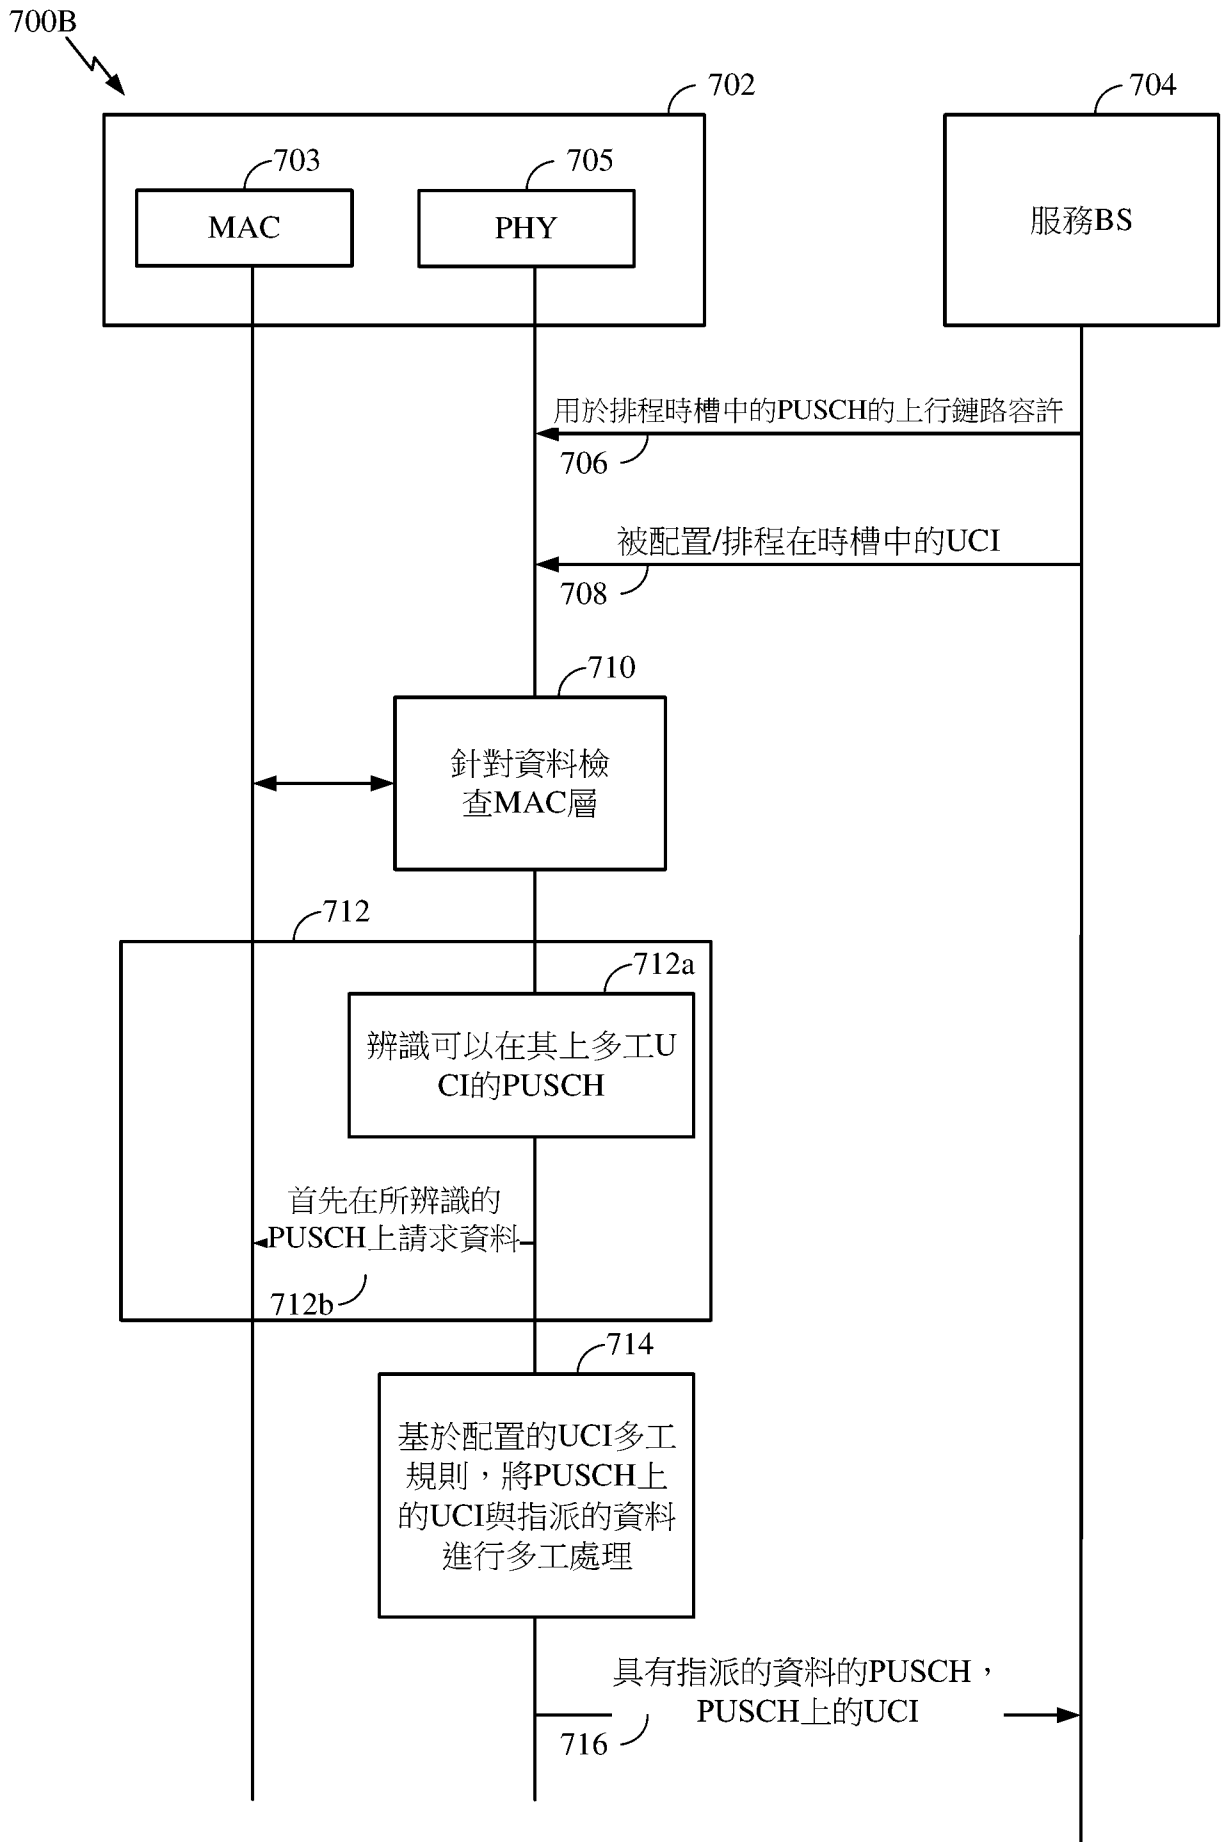 700B
702
704
703
705
MAC
PHY
服務BS
用於排程時槽中的PUSCH的上行鏈路容許
706
被配置/排程在時槽中的UCI
708
710
針對資料檢
查MAC層
712
712a
辨識可以在其上多工U
CI的PUSCH
首先在所辨識的
PUSCH上請求資料
712b
714
基於配置的UCI多工
規則，將PUSCH上
的UCI與指派的資料
進行多工處理
具有指派的資料的PUSCH，
PUSCH上的UCI
716